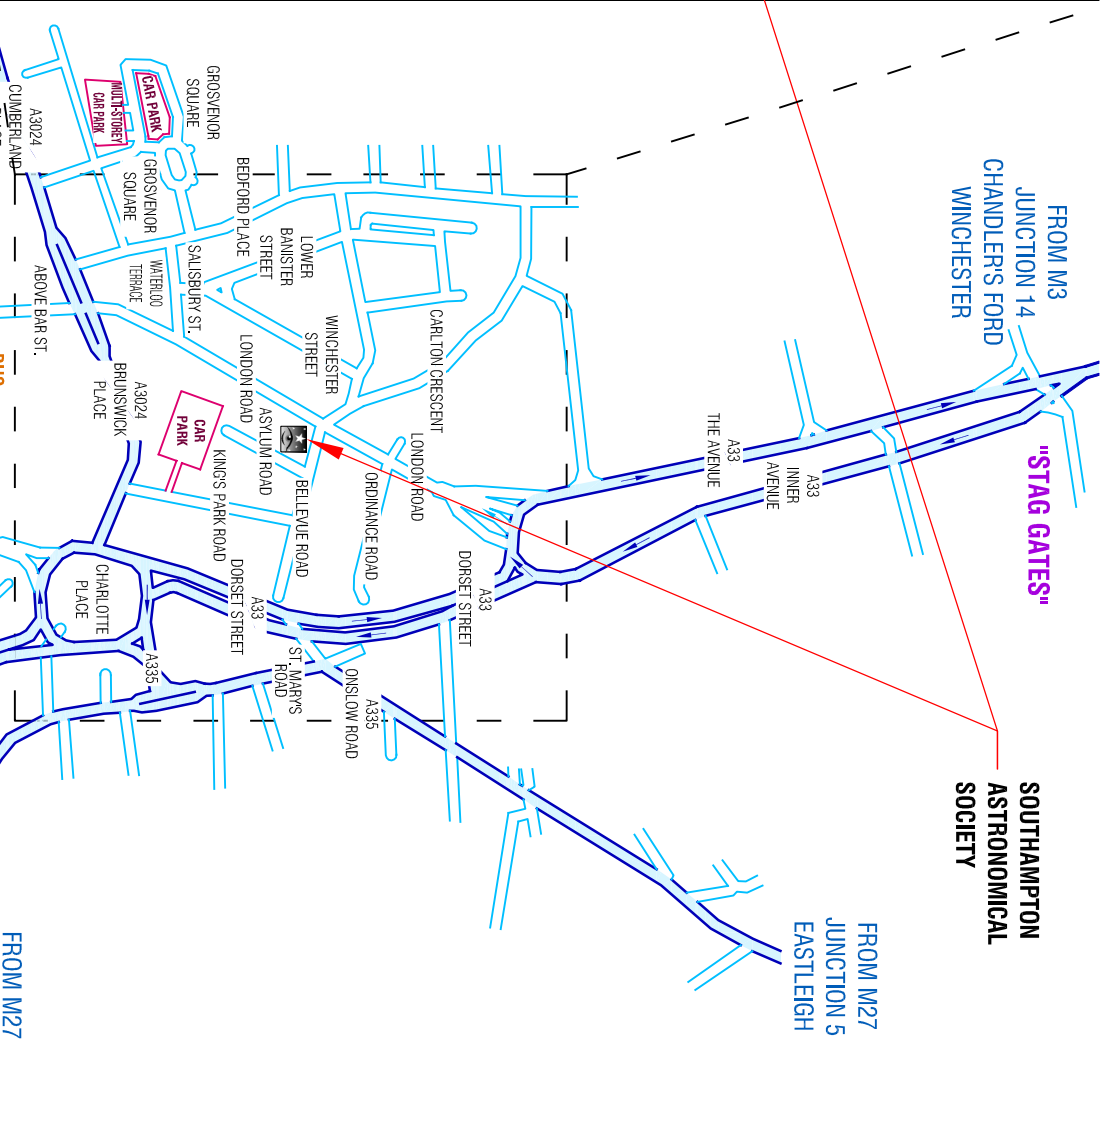 FROM M3
JUNCTION 14
CHANDLER'S FORD
WINCHESTER
"STAG GATES"
SOUTHAMPTON
ASTRONOMICAL
SOCIETY
FROM M27
JUNCTION 5
EASTLEIGH
A33
INNER
AVENUE
A33
THE AVENUE
CARLTON CRESCENT
LONDON ROAD
A33
DORSET STREET
ORDINANCE ROAD
A335
ONSLOW ROAD
WINCHESTER
STREET
LOWER
BANISTER
STREET
BELLEVUE ROAD
ST. MARY'S
ROAD
ASYLUM ROAD
LONDON ROAD
A33
DORSET STREET
BEDFORD PLACE
KING'S PARK ROAD
GROSVENOR
SQUARE
SALISBURY ST.
CAR
PARK
WATERLOO
TERRACE
CAR PARK
GROSVENOR
SQUARE
MULTI-STOREY
CAR PARK
A335
A3024
BRUNSWICK
PLACE
CHARLOTTE
PLACE
A3024
CUMBERLAND
ABOVE BAR ST.
FROM M27